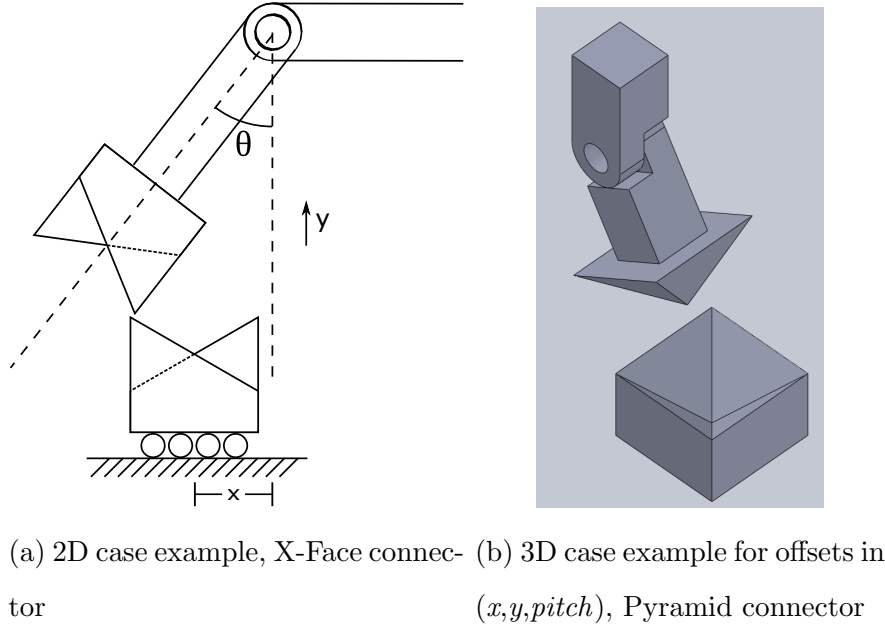 θ
y
x
(a) 2D case example, X-Face connec-
tor
(b) 3D case example for offsets in
(x,y,pitch), Pyramid connector